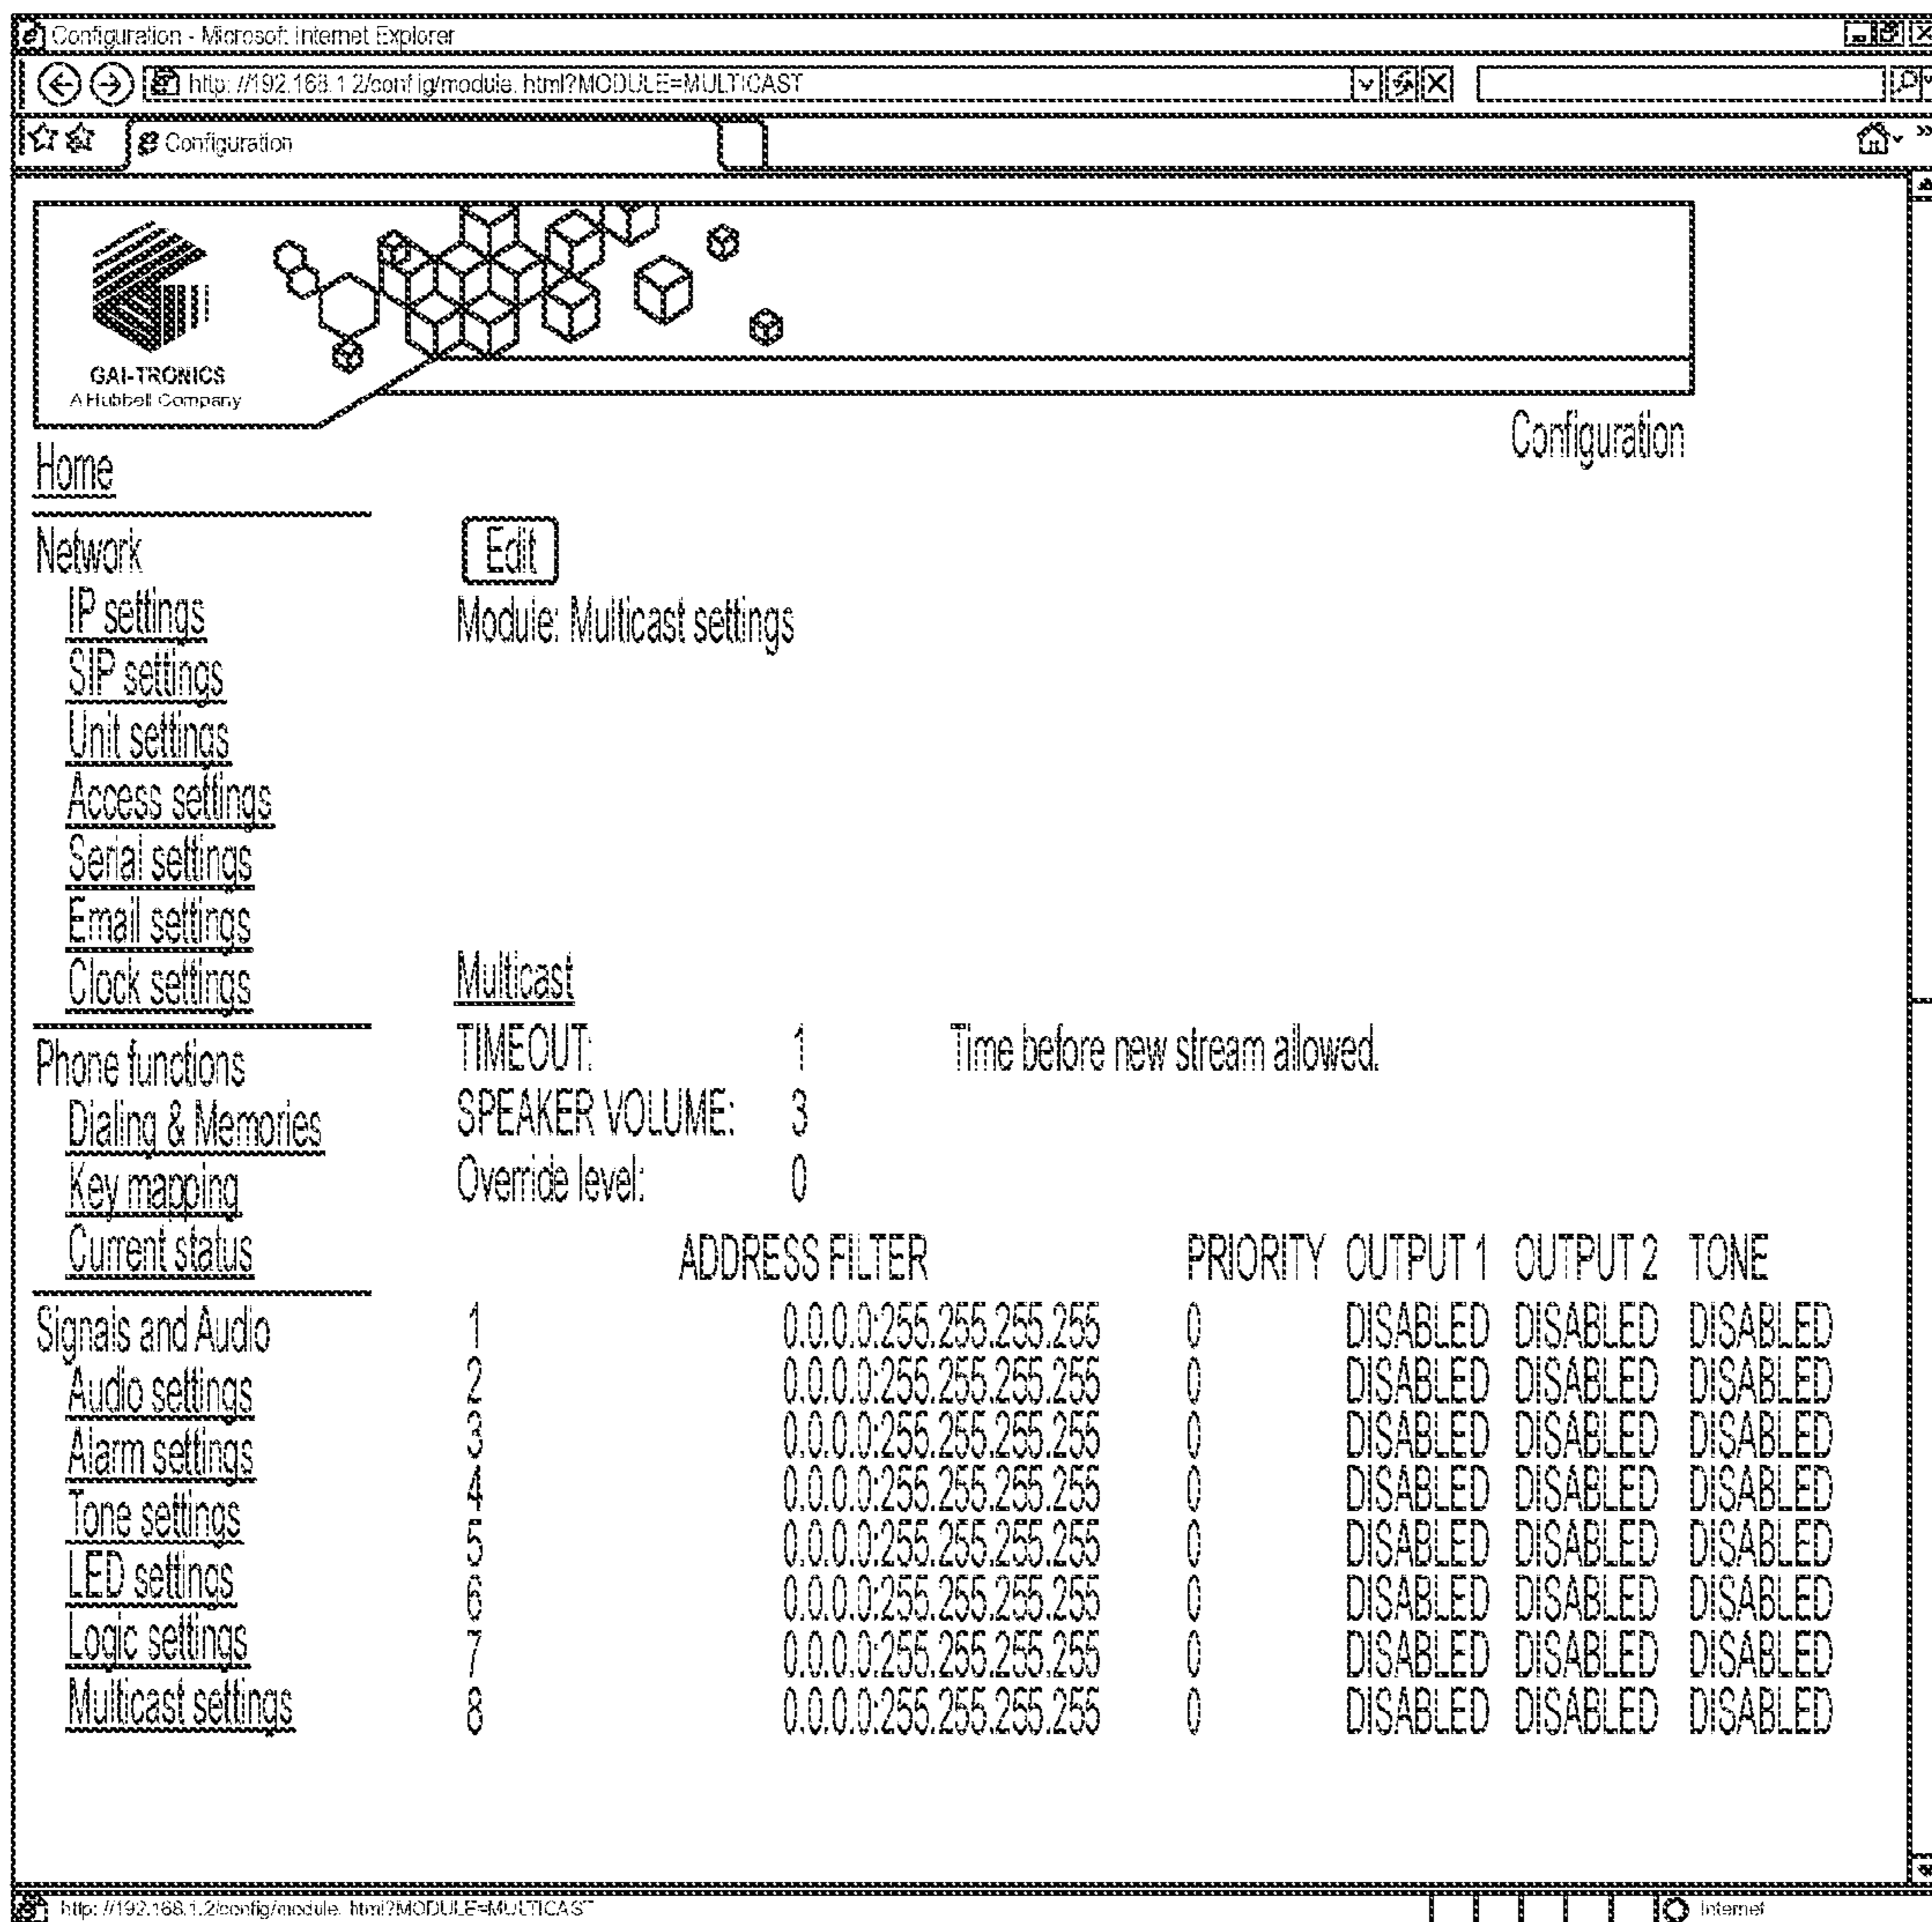 Configuration - Microsoft Internet Explorer
http: //192.168.1 2/conf ig/module. html?MODULE=MULTICAST
Configuration
GAI-TRONICS
A Hubbell Company
Configuration
Home
Network
IP settings
SIP settings
Unit settings
Access settings
Serial settings
Email settings
Clock settings
Phone functions
Dialing & Memories
Key mapping
Current status
Signals and Audio
Audio settings
Alarm settings
Tone settings
LED settings
Logic settings
Multicast settings
Edit
Module: Multicast settings
Multicast
TIMEOUT: 1 Time before new stream allowed.
SPEAKER VOLUME: 3
Override level: 0
ADDRESS FILTER PRIORITY OUTPUT 1 OUTPUT 2 TONE
1 0.0.0.0:255.255.255.255 0 DISABLED DISABLED DISABLED
2 0.0.0.0:255.255.255.255 0 DISABLED DISABLED DISABLED
3 0.0.0.0:255.255.255.255 0 DISABLED DISABLED DISABLED
4 0.0.0.0:255.255.255.255 0 DISABLED DISABLED DISABLED
5 0.0.0.0:255.255.255.255 0 DISABLED DISABLED DISABLED
6 0.0.0.0:255.255.255.255 0 DISABLED DISABLED DISABLED
7 0.0.0.0:255.255.255.255 0 DISABLED DISABLED DISABLED
8 0.0.0.0:255.255.255.255 0 DISABLED DISABLED DISABLED
http: //192.168.1.2/config/module. html?MODULE=MULTICAST
Internet